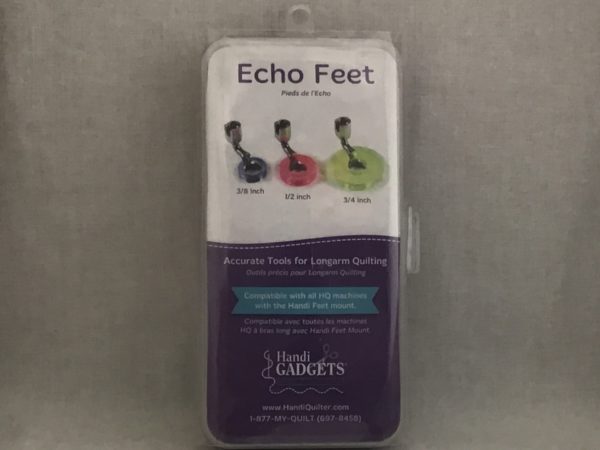 Echo Feet
Pieds de l'Echo
3/8 inch
1/2 inch
3/4 inch
Accurate Tools for Longarm Quilting
Outils précis pour Longarm Quilting
Compatible with all HQ machines
with the Handi Feet mount.
Compatible avec toutes les machines
HQ à bras long avec Handi Feet Mount.
Handi
GADGETS
www.HandiQuilter.com
1-877-MY-QUILT (697-8458)